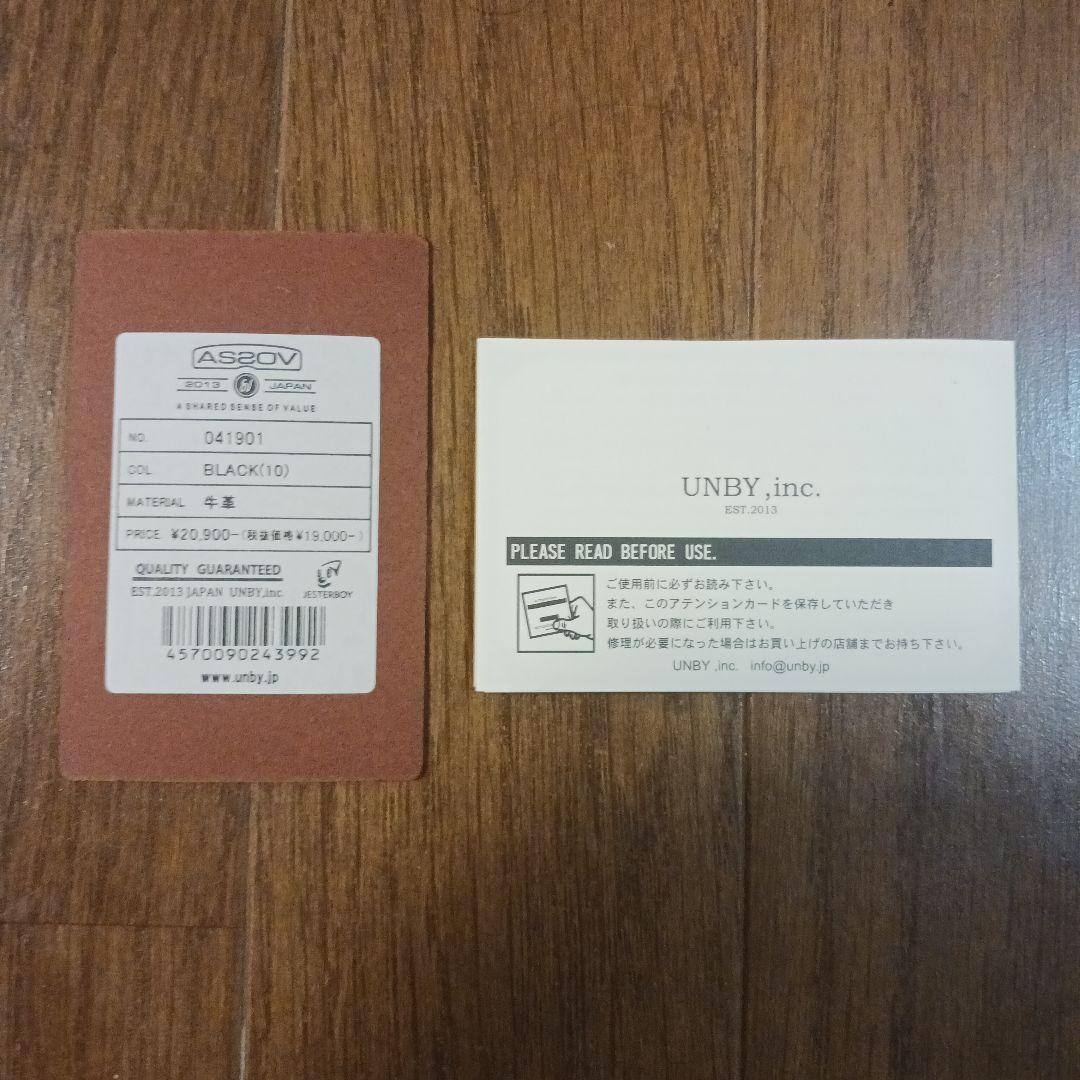 ASSOV
2013 JAPAN
A SHARED SENSE OF VALUE
NO. 041901
COL. BLACK(10)
MATERIAL 牛革
PRICE. ¥20,900-(税抜価格¥19,000-)
QUALITY GUARANTEED
EST.2013 JAPAN UNBY,inc.
JESTERBOY
4570090243992
www.unby.jp
UNBY ,inc.
EST.2013
PLEASE READ BEFORE USE.
ご使用前に必ずお読み下さい。
また、このアテンションカードを保存していただき
取り扱いの際にご利用下さい。
修理が必要になった場合はお買い上げの店舗までお持ち下さい。
UNBY ,inc. info@unby.jp